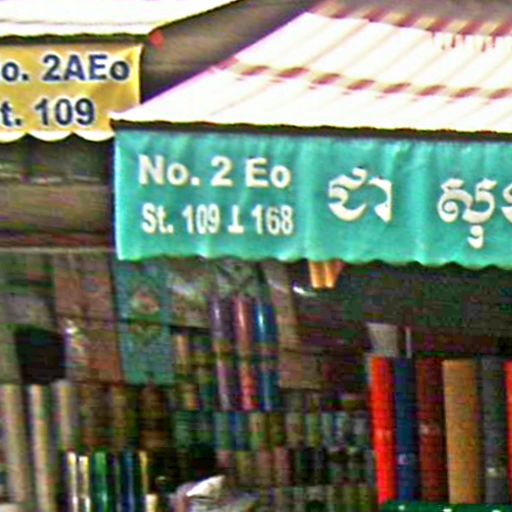 o. 2AEo
t. 109
No. 2 Eo
St. 109 ⊥ 168
ជា